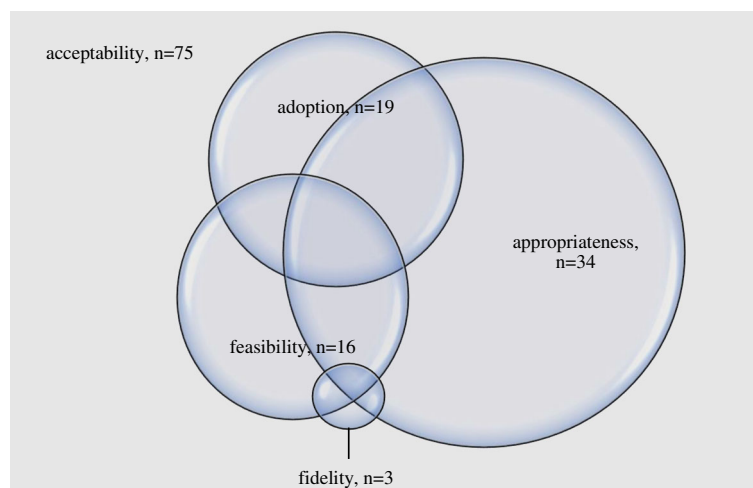 acceptability, n=75
adoption, n=19
appropriateness,
n=34
feasibility, n=16
fidelity, n=3